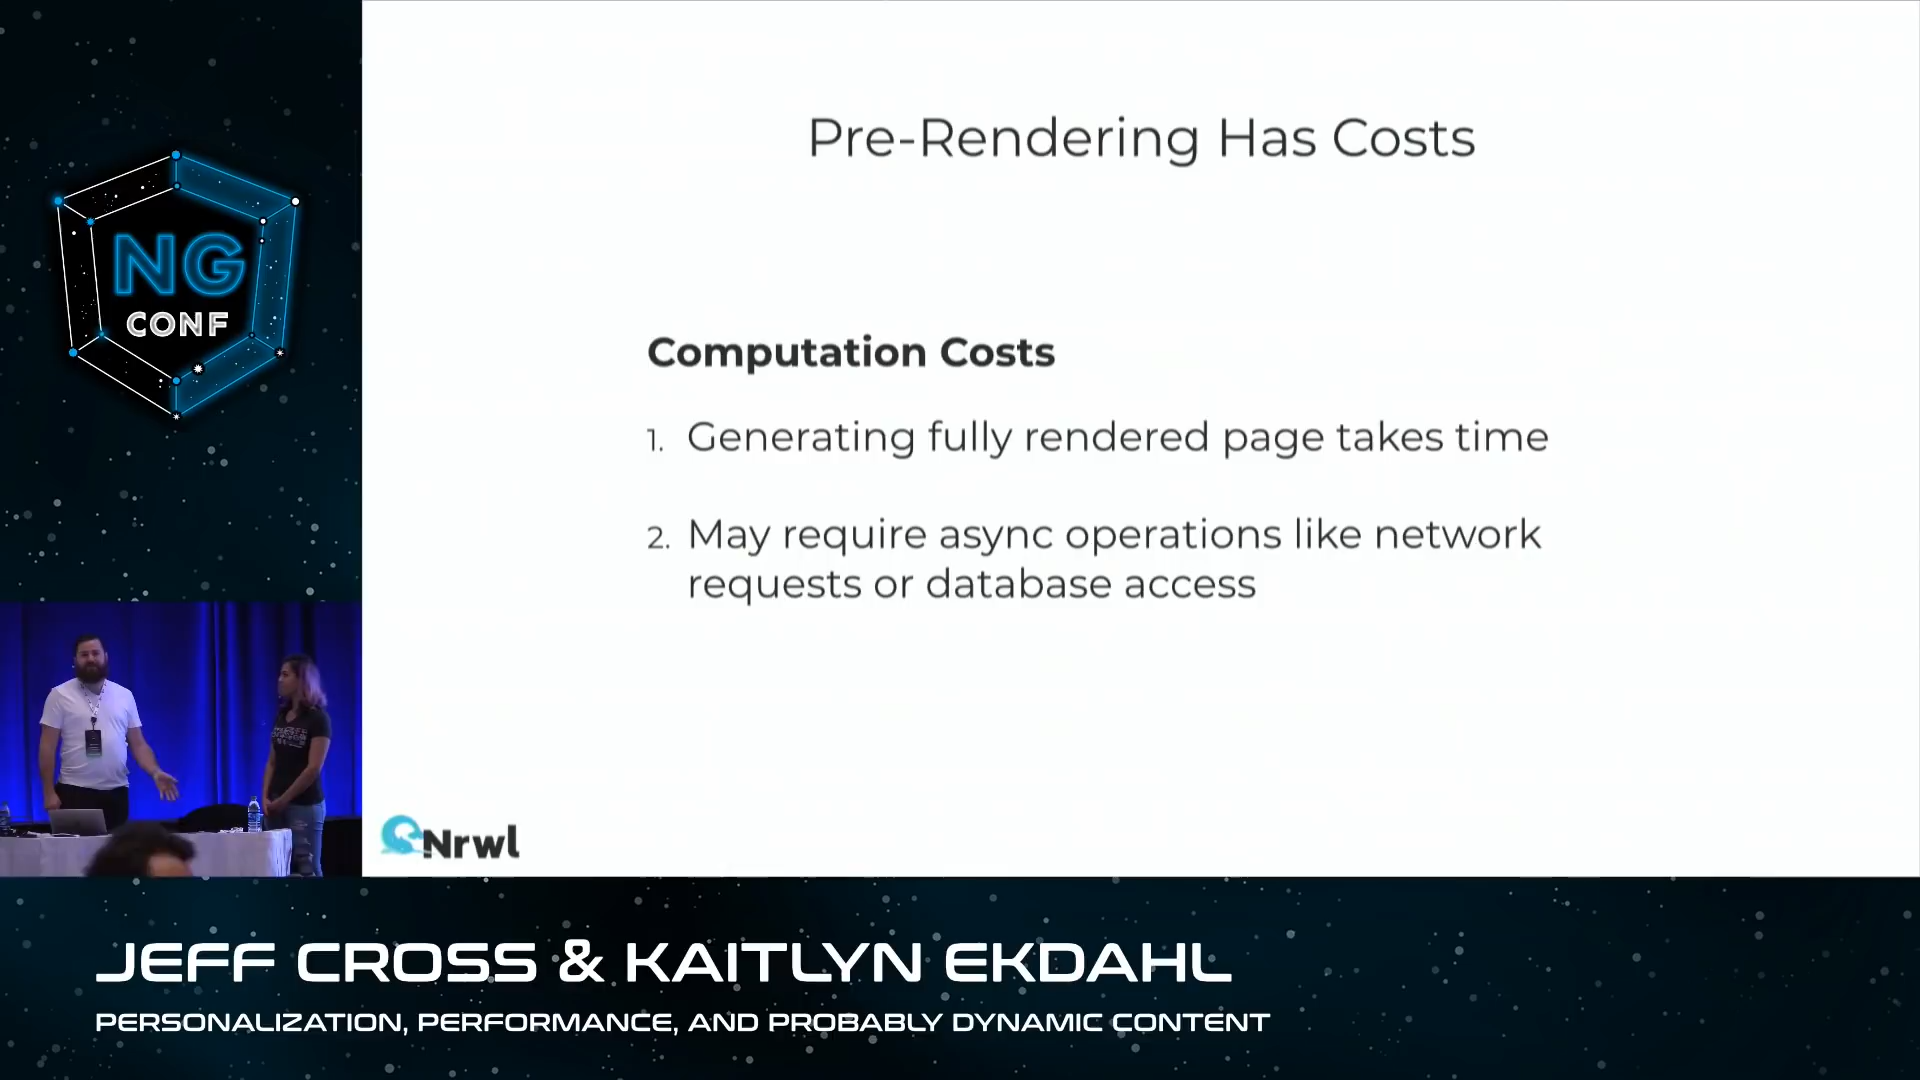 NG
CONF
Pre-Rendering Has Costs
Computation Costs
1. Generating fully rendered page takes time
2. May require async operations like network
requests or database access
Nrwl
JEFF CROSS & KAITLYN EKDAHL
PERSONALIZATION, PERFORMANCE, AND PROBABLY DYNAMIC CONTENT